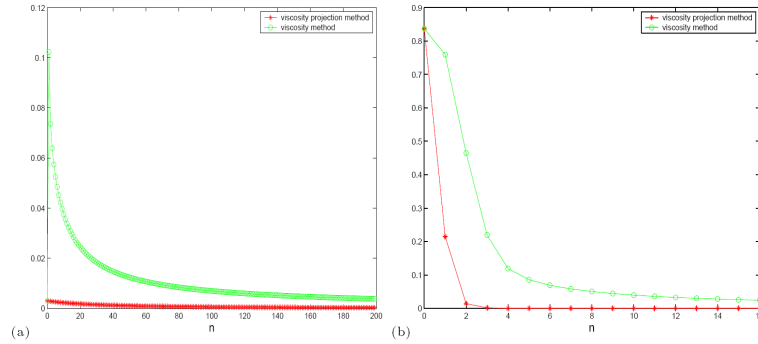 0.12
0.1
0.08
0.06
0.04
0.02
0
0 20 40 60 80 100 120 140 160 180 200
n
viscosity projection method
viscosity method
(a)
0.9
0.8
0.7
0.6
0.5
0.4
0.3
0.2
0.1
0
0 2 4 6 8 10 12 14 16
n
viscosity projection method
viscosity method
(b)